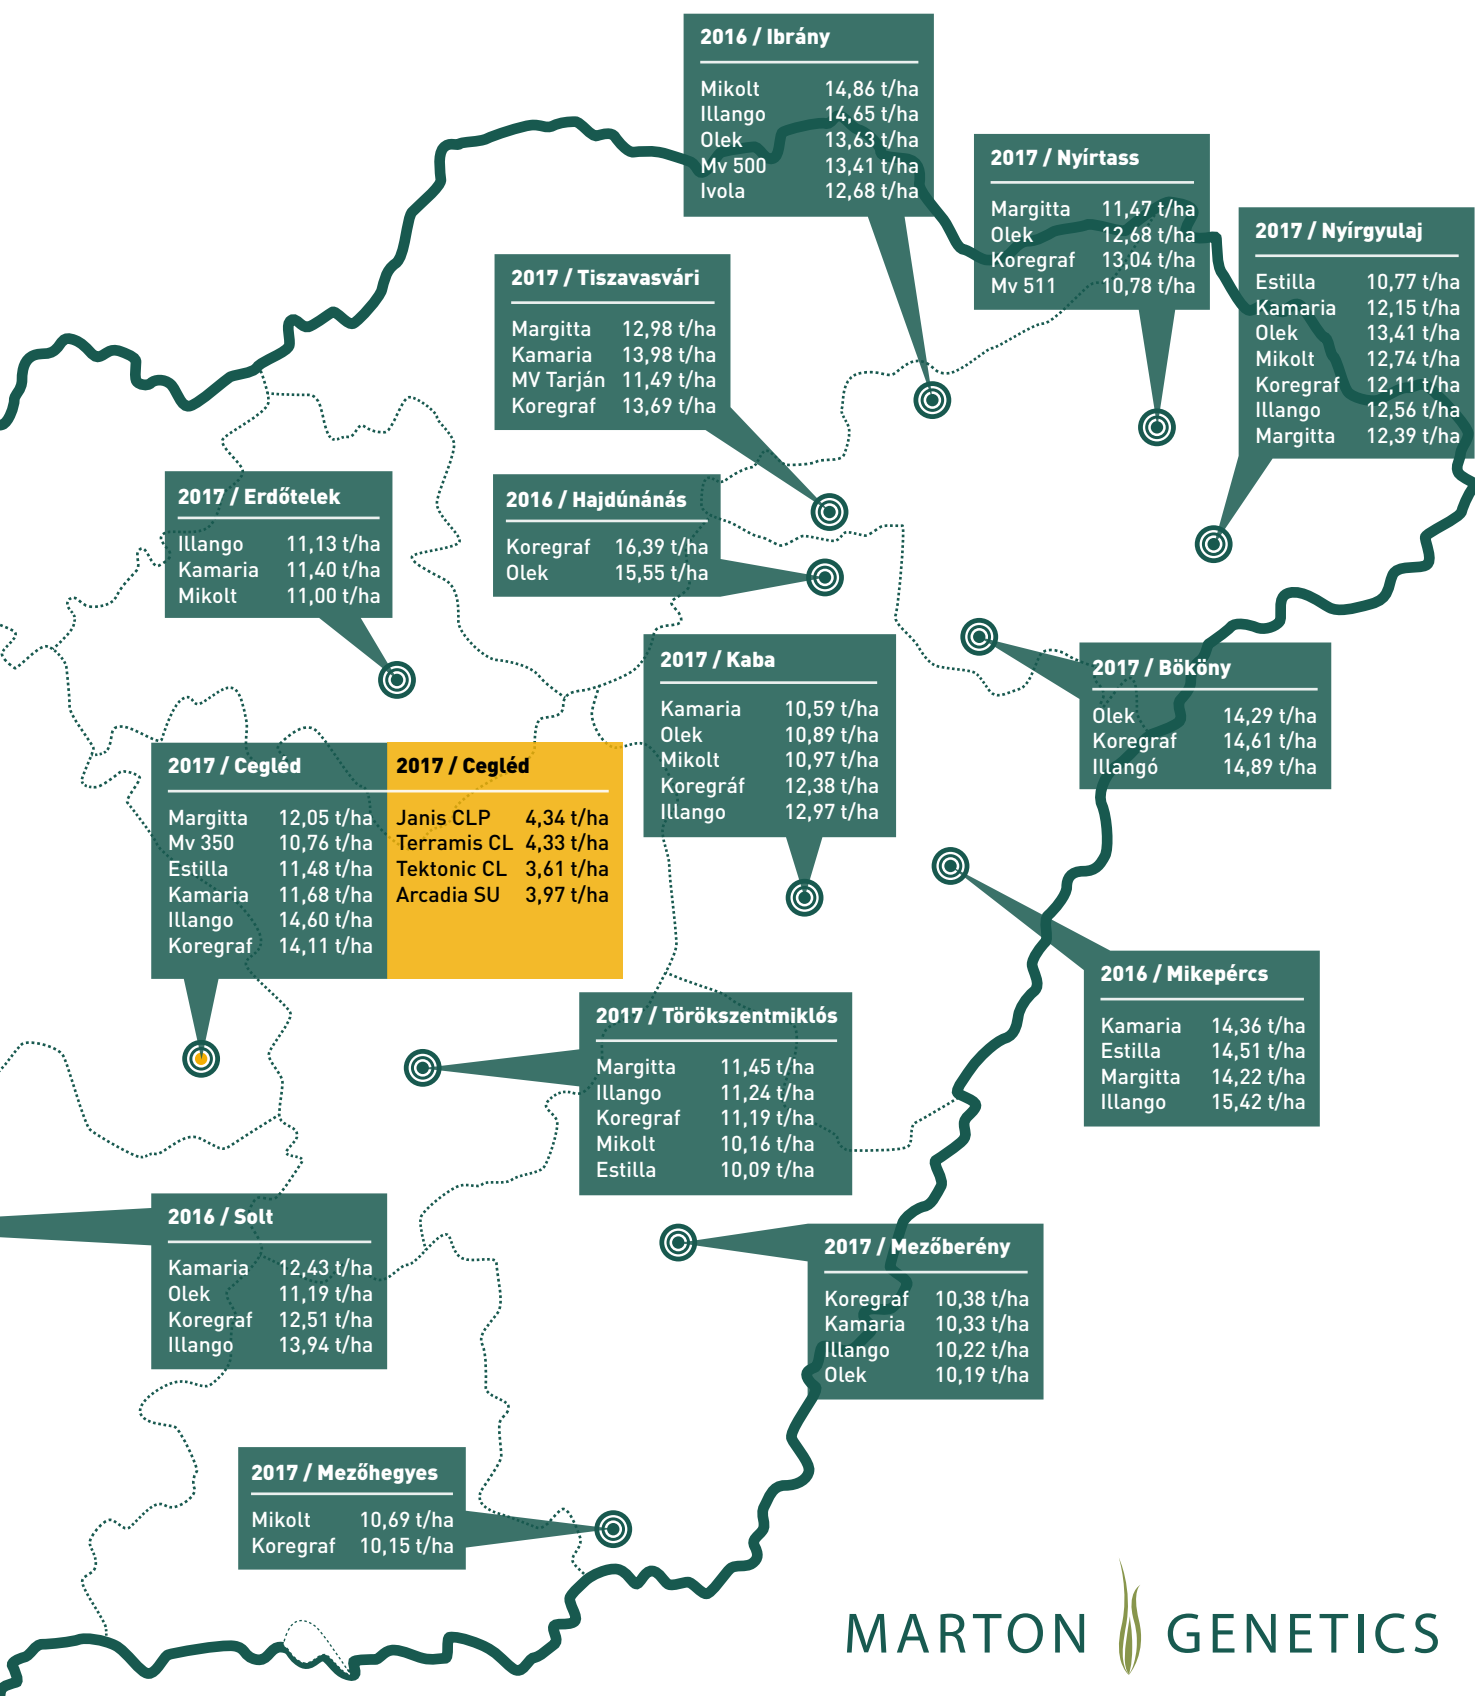 2016 / Ibrány
Mikolt 14,86 t/ha
Illango 14,65 t/ha
Olek 13,63 t/ha
Mv 500 13,41 t/ha
Ivola 12,68 t/ha
2017 / Nyírtass
Margitta 11,47 t/ha
Olek 12,68 t/ha
Koregraf 13,04 t/ha
Mv 511 10,78 t/ha
2017 / Nyírgyulaj
Estilla 10,77 t/ha
Kamaria 12,15 t/ha
Olek 13,41 t/ha
Mikolt 12,74 t/ha
Koregraf 12,11 t/ha
Illango 12,56 t/ha
Margitta 12,39 t/ha
2017 / Tiszavasvári
Margitta 12,98 t/ha
Kamaria 13,98 t/ha
MV Tarján 11,49 t/ha
Koregraf 13,69 t/ha
2017 / Erdőtelek
Illango 11,13 t/ha
Kamaria 11,40 t/ha
Mikolt 11,00 t/ha
2016 / Hajdúnánás
Koregraf 16,39 t/ha
Olek 15,55 t/ha
2017 / Kaba
Kamaria 10,59 t/ha
Olek 10,89 t/ha
Mikolt 10,97 t/ha
Koregráf 12,38 t/ha
Illango 12,97 t/ha
2017 / Bököny
Olek 14,29 t/ha
Koregraf 14,61 t/ha
Illangó 14,89 t/ha
2017 / Cegléd
Margitta 12,05 t/ha
Mv 350 10,76 t/ha
Estilla 11,48 t/ha
Kamaria 11,68 t/ha
Illango 14,60 t/ha
Koregraf 14,11 t/ha
2017 / Cegléd
Janis CLP 4,34 t/ha
Terramis CL 4,33 t/ha
Tektonic CL 3,61 t/ha
Arcadia SU 3,97 t/ha
2016 / Mikepércs
Kamaria 14,36 t/ha
Estilla 14,51 t/ha
Margitta 14,22 t/ha
Illango 15,42 t/ha
2017 / Törökszentmiklós
Margitta 11,45 t/ha
Illango 11,24 t/ha
Koregraf 11,19 t/ha
Mikolt 10,16 t/ha
Estilla 10,09 t/ha
2016 / Solt
Kamaria 12,43 t/ha
Olek 11,19 t/ha
Koregraf 12,51 t/ha
Illango 13,94 t/ha
2017 / Mezőberény
Koregraf 10,38 t/ha
Kamaria 10,33 t/ha
Illango 10,22 t/ha
Olek 10,19 t/ha
2017 / Mezőhegyes
Mikolt 10,69 t/ha
Koregraf 10,15 t/ha
MARTON GENETICS